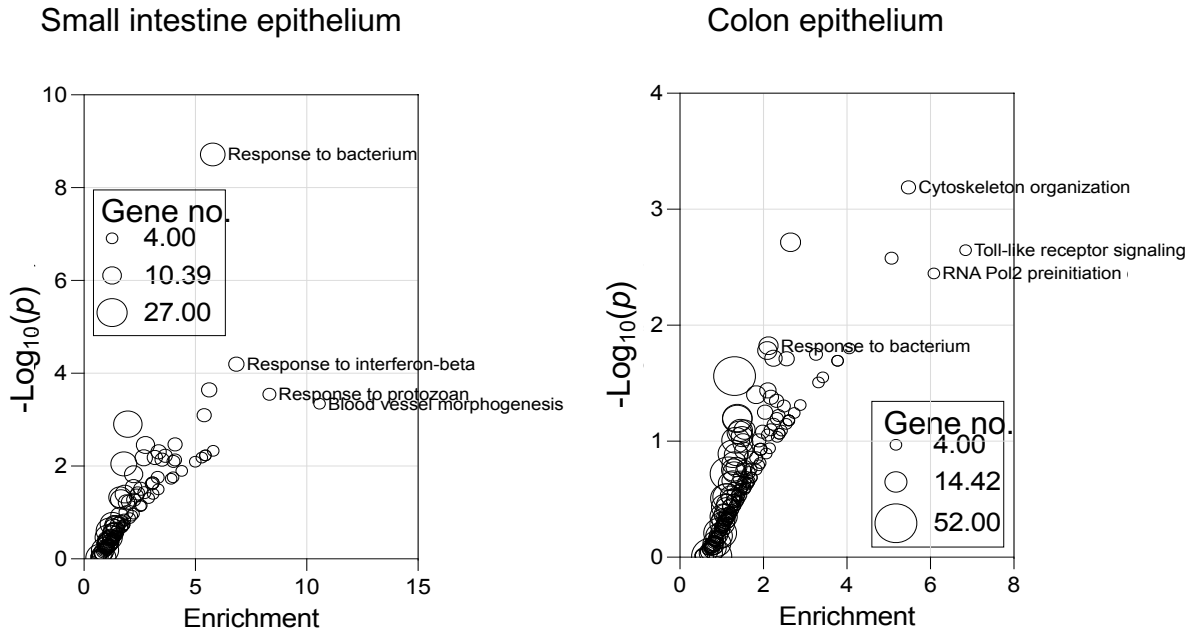 Small intestine epithelium
10
8
6
4
2
0
0
5
10
15
-Log10(p)
Enrichment
Response to bacterium
Gene no.
4.00
10.39
27.00
Response to interferon-beta
Response to protozoan
Blood vessel morphogenesis
Colon epithelium
4
3
2
1
0
0
2
4
6
8
-Log10(p)
Enrichment
Cytoskeleton organization
Toll-like receptor signaling
RNA Pol2 preinitiation
Response to bacterium
Gene no.
4.00
14.42
52.00